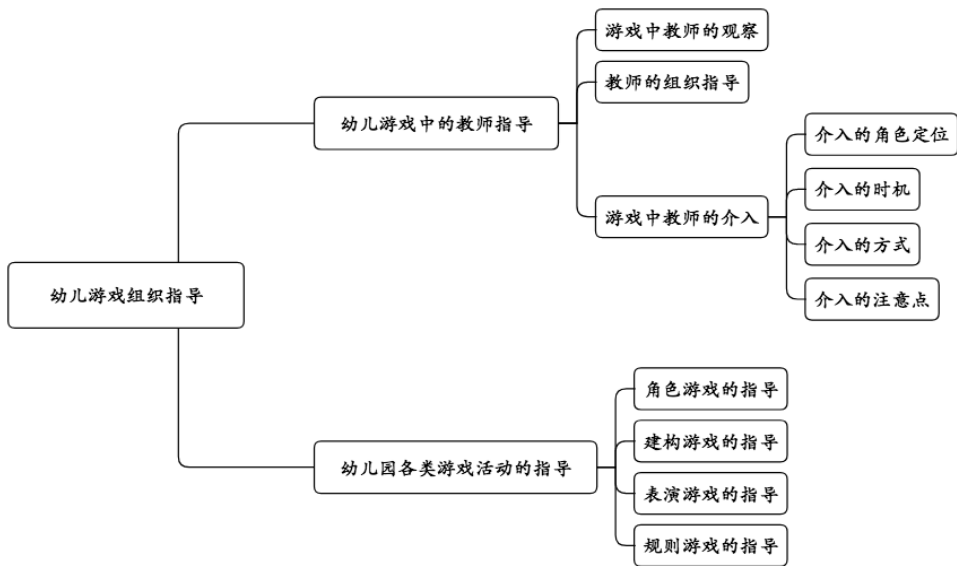 幼儿游戏组织指导
幼儿游戏中的教师指导
游戏中教师的观察
教师的组织指导
游戏中教师的介入
介入的角色定位
介入的时机
介入的方式
介入的注意点
幼儿园各类游戏活动的指导
角色游戏的指导
建构游戏的指导
表演游戏的指导
规则游戏的指导